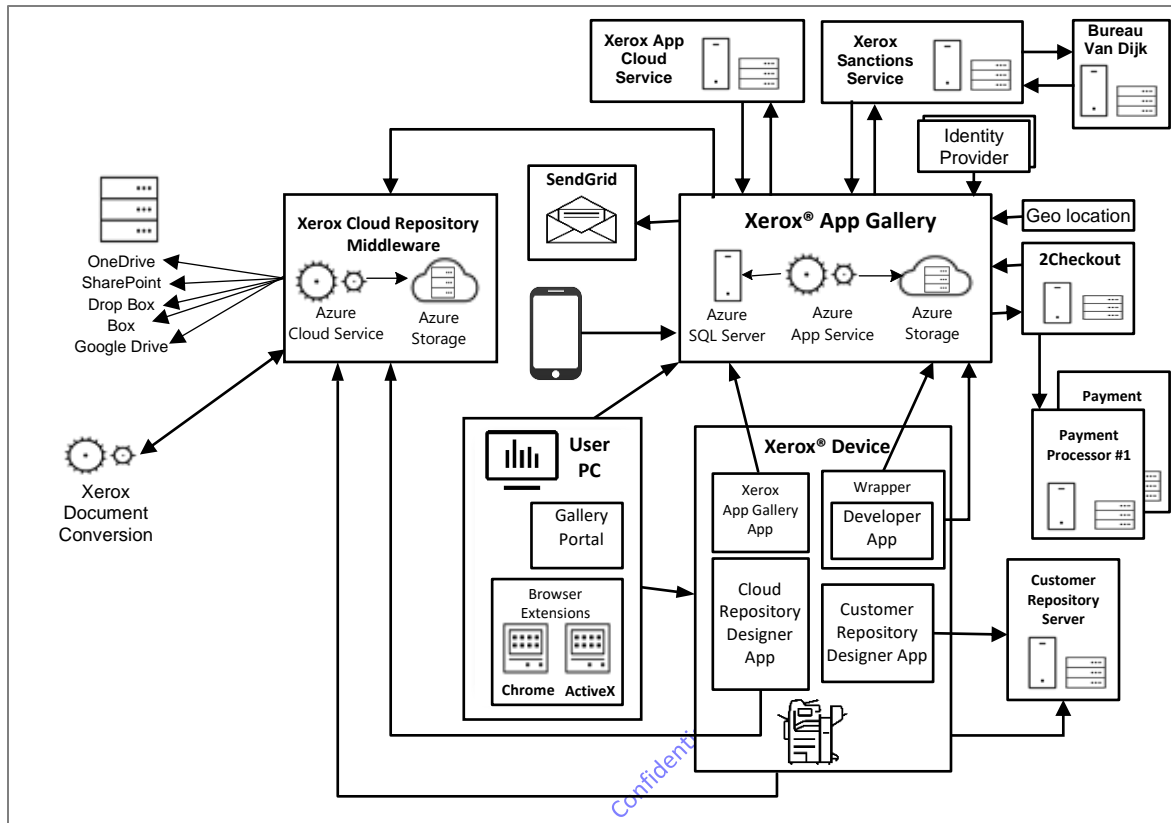 Xerox App
Cloud
Service
Xerox
Sanctions
Service
Bureau
Van Dijk
Identity
Provider
SendGrid
Xerox® App Gallery
Geo location
Xerox Cloud Repository
Middleware
2Checkout
OneDrive
SharePoint
Drop Box
Box
Google Drive
Azure
Cloud Service
Azure
Storage
Azure
SQL Server
Azure
App Service
Azure
Storage
Payment
Payment
Processor #1
User
PC
Xerox® Device
Xerox
App Gallery
App
Wrapper
Developer
App
Gallery
Portal
Xerox
Document
Conversion
Browser
Extensions
Chrome
ActiveX
Cloud
Repository
Designer
App
Customer
Repository
Designer App
Customer
Repository
Server
Confidenti